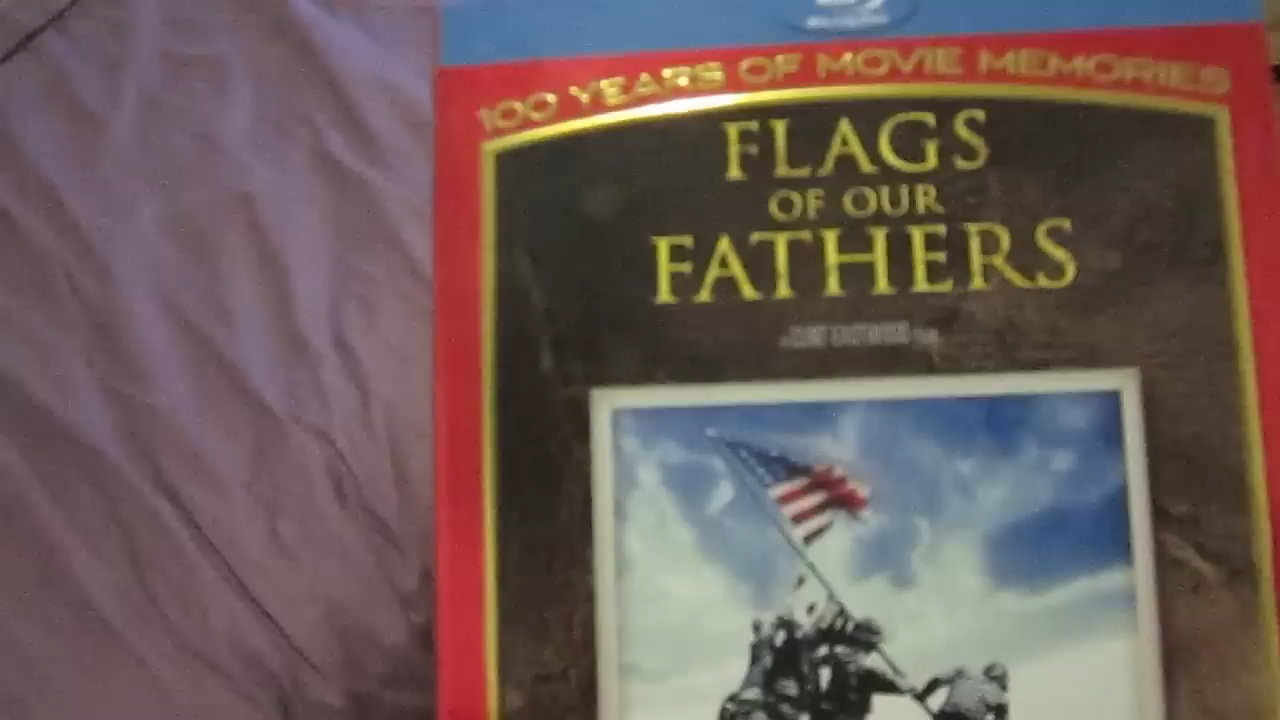 100 YEARS OF MOVIE MEMORIES
FLAGS
OF OUR
FATHERS